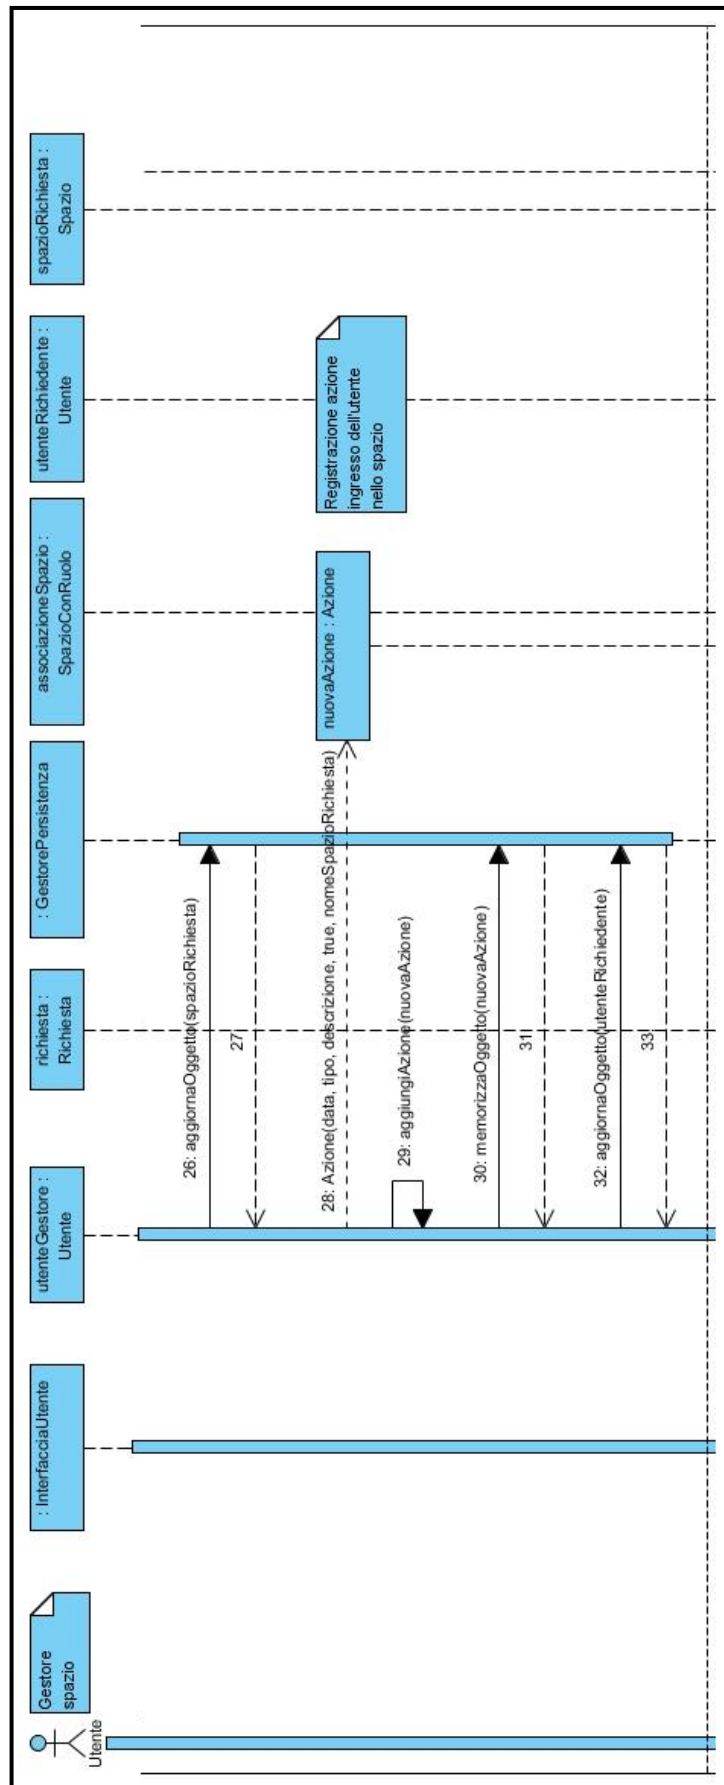 Gestore
spazio
Utente
: InterfacciaUtente
utenteGestore :
Utente
richiesta :
Richiesta
: GestorePersistenza
associazioneSpazio :
SpazioConRuolo
utenteRichiedente :
Utente
spazioRichiesta :
Spazio
26: aggiornaOggetto(spazioRichiesta)
27
28: Azione(data, tipo, descrizione, true, nomeSpazioRichiesta)
nuovaAzione : Azione
Registrazione azione
ingresso dell'utente
nello spazio
29: aggiungiAzione(nuovaAzione)
30: memorizzaOggetto(nuovaAzione)
31
32: aggiornaOggetto(utenteRichiedente)
33